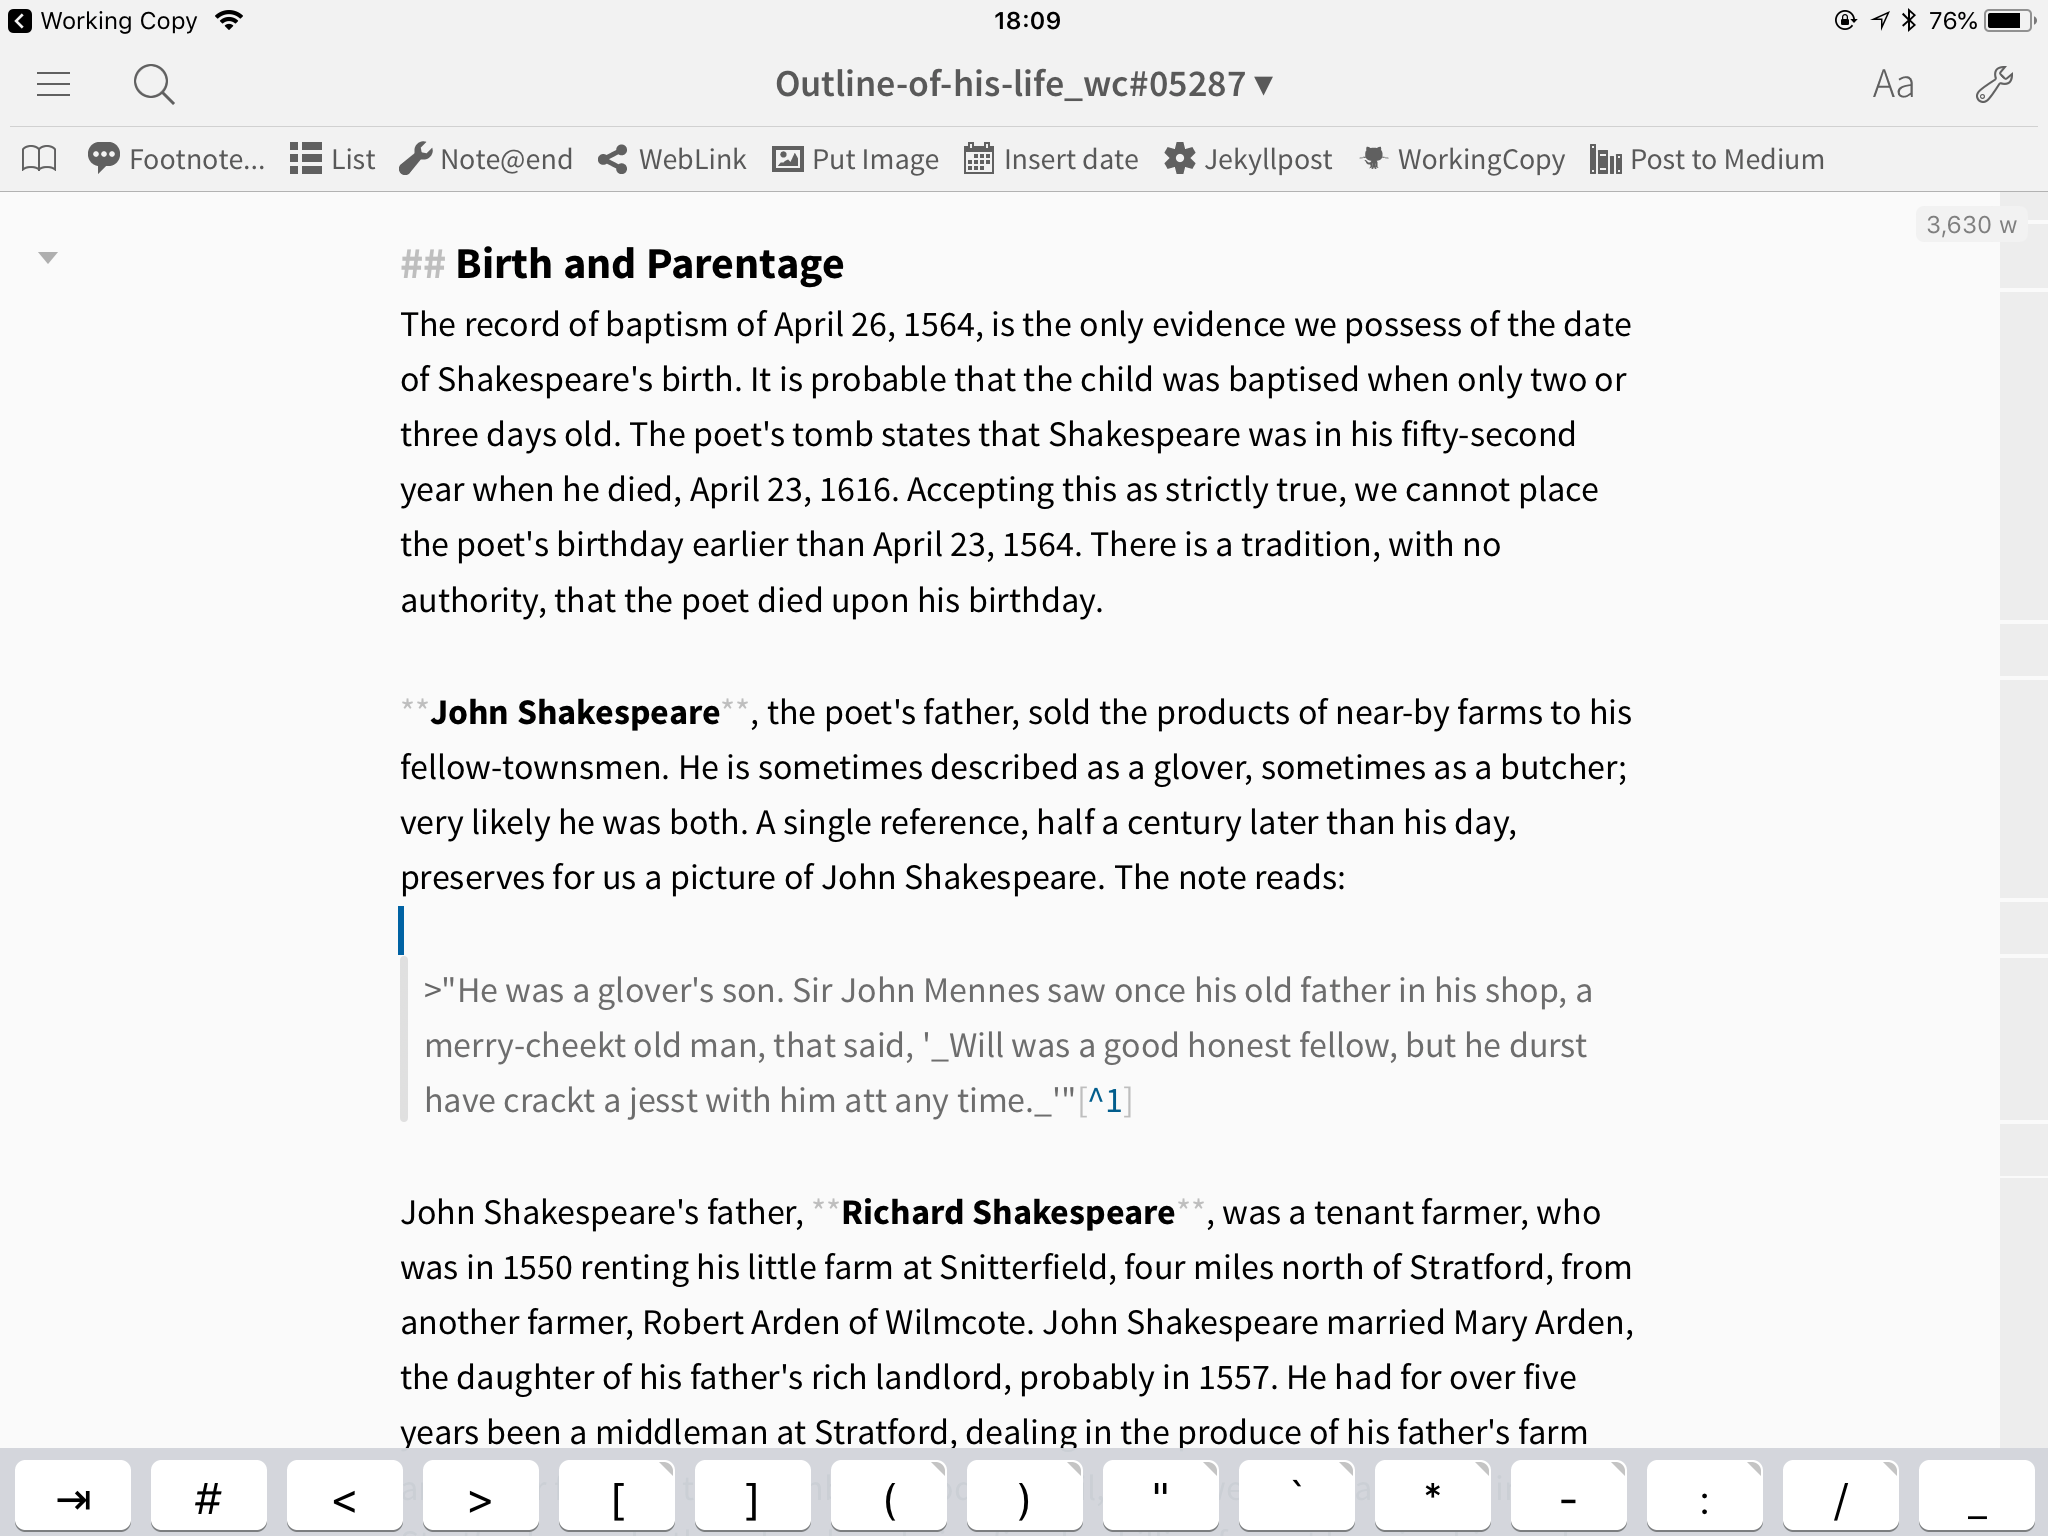 Working Copy 18:09 76%
Outline-of-his-life_wc#05287 ▼ Aa
Footnote... List Note@end WebLink Put Image Insert date Jekyllpost WorkingCopy Post to Medium
3,630 w
## Birth and Parentage
The record of baptism of April 26, 1564, is the only evidence we possess of the date
of Shakespeare's birth. It is probable that the child was baptised when only two or
three days old. The poet's tomb states that Shakespeare was in his fifty-second
year when he died, April 23, 1616. Accepting this as strictly true, we cannot place
the poet's birthday earlier than April 23, 1564. There is a tradition, with no
authority, that the poet died upon his birthday.
**John Shakespeare**, the poet's father, sold the products of near-by farms to his
fellow-townsmen. He is sometimes described as a glover, sometimes as a butcher;
very likely he was both. A single reference, half a century later than his day,
preserves for us a picture of John Shakespeare. The note reads:
>"He was a glover's son. Sir John Mennes saw once his old father in his shop, a
merry-cheekt old man, that said, '_Will was a good honest fellow, but he durst
have crackt a jesst with him att any time._'"[^1]
John Shakespeare's father, **Richard Shakespeare**, was a tenant farmer, who
was in 1550 renting his little farm at Snitterfield, four miles north of Stratford, from
another farmer, Robert Arden of Wilmcote. John Shakespeare married Mary Arden,
the daughter of his father's rich landlord, probably in 1557. He had for over five
years been a middleman at Stratford, dealing in the produce of his father's farm
⇥ # < > [ ] ( ) " ` * - : / _